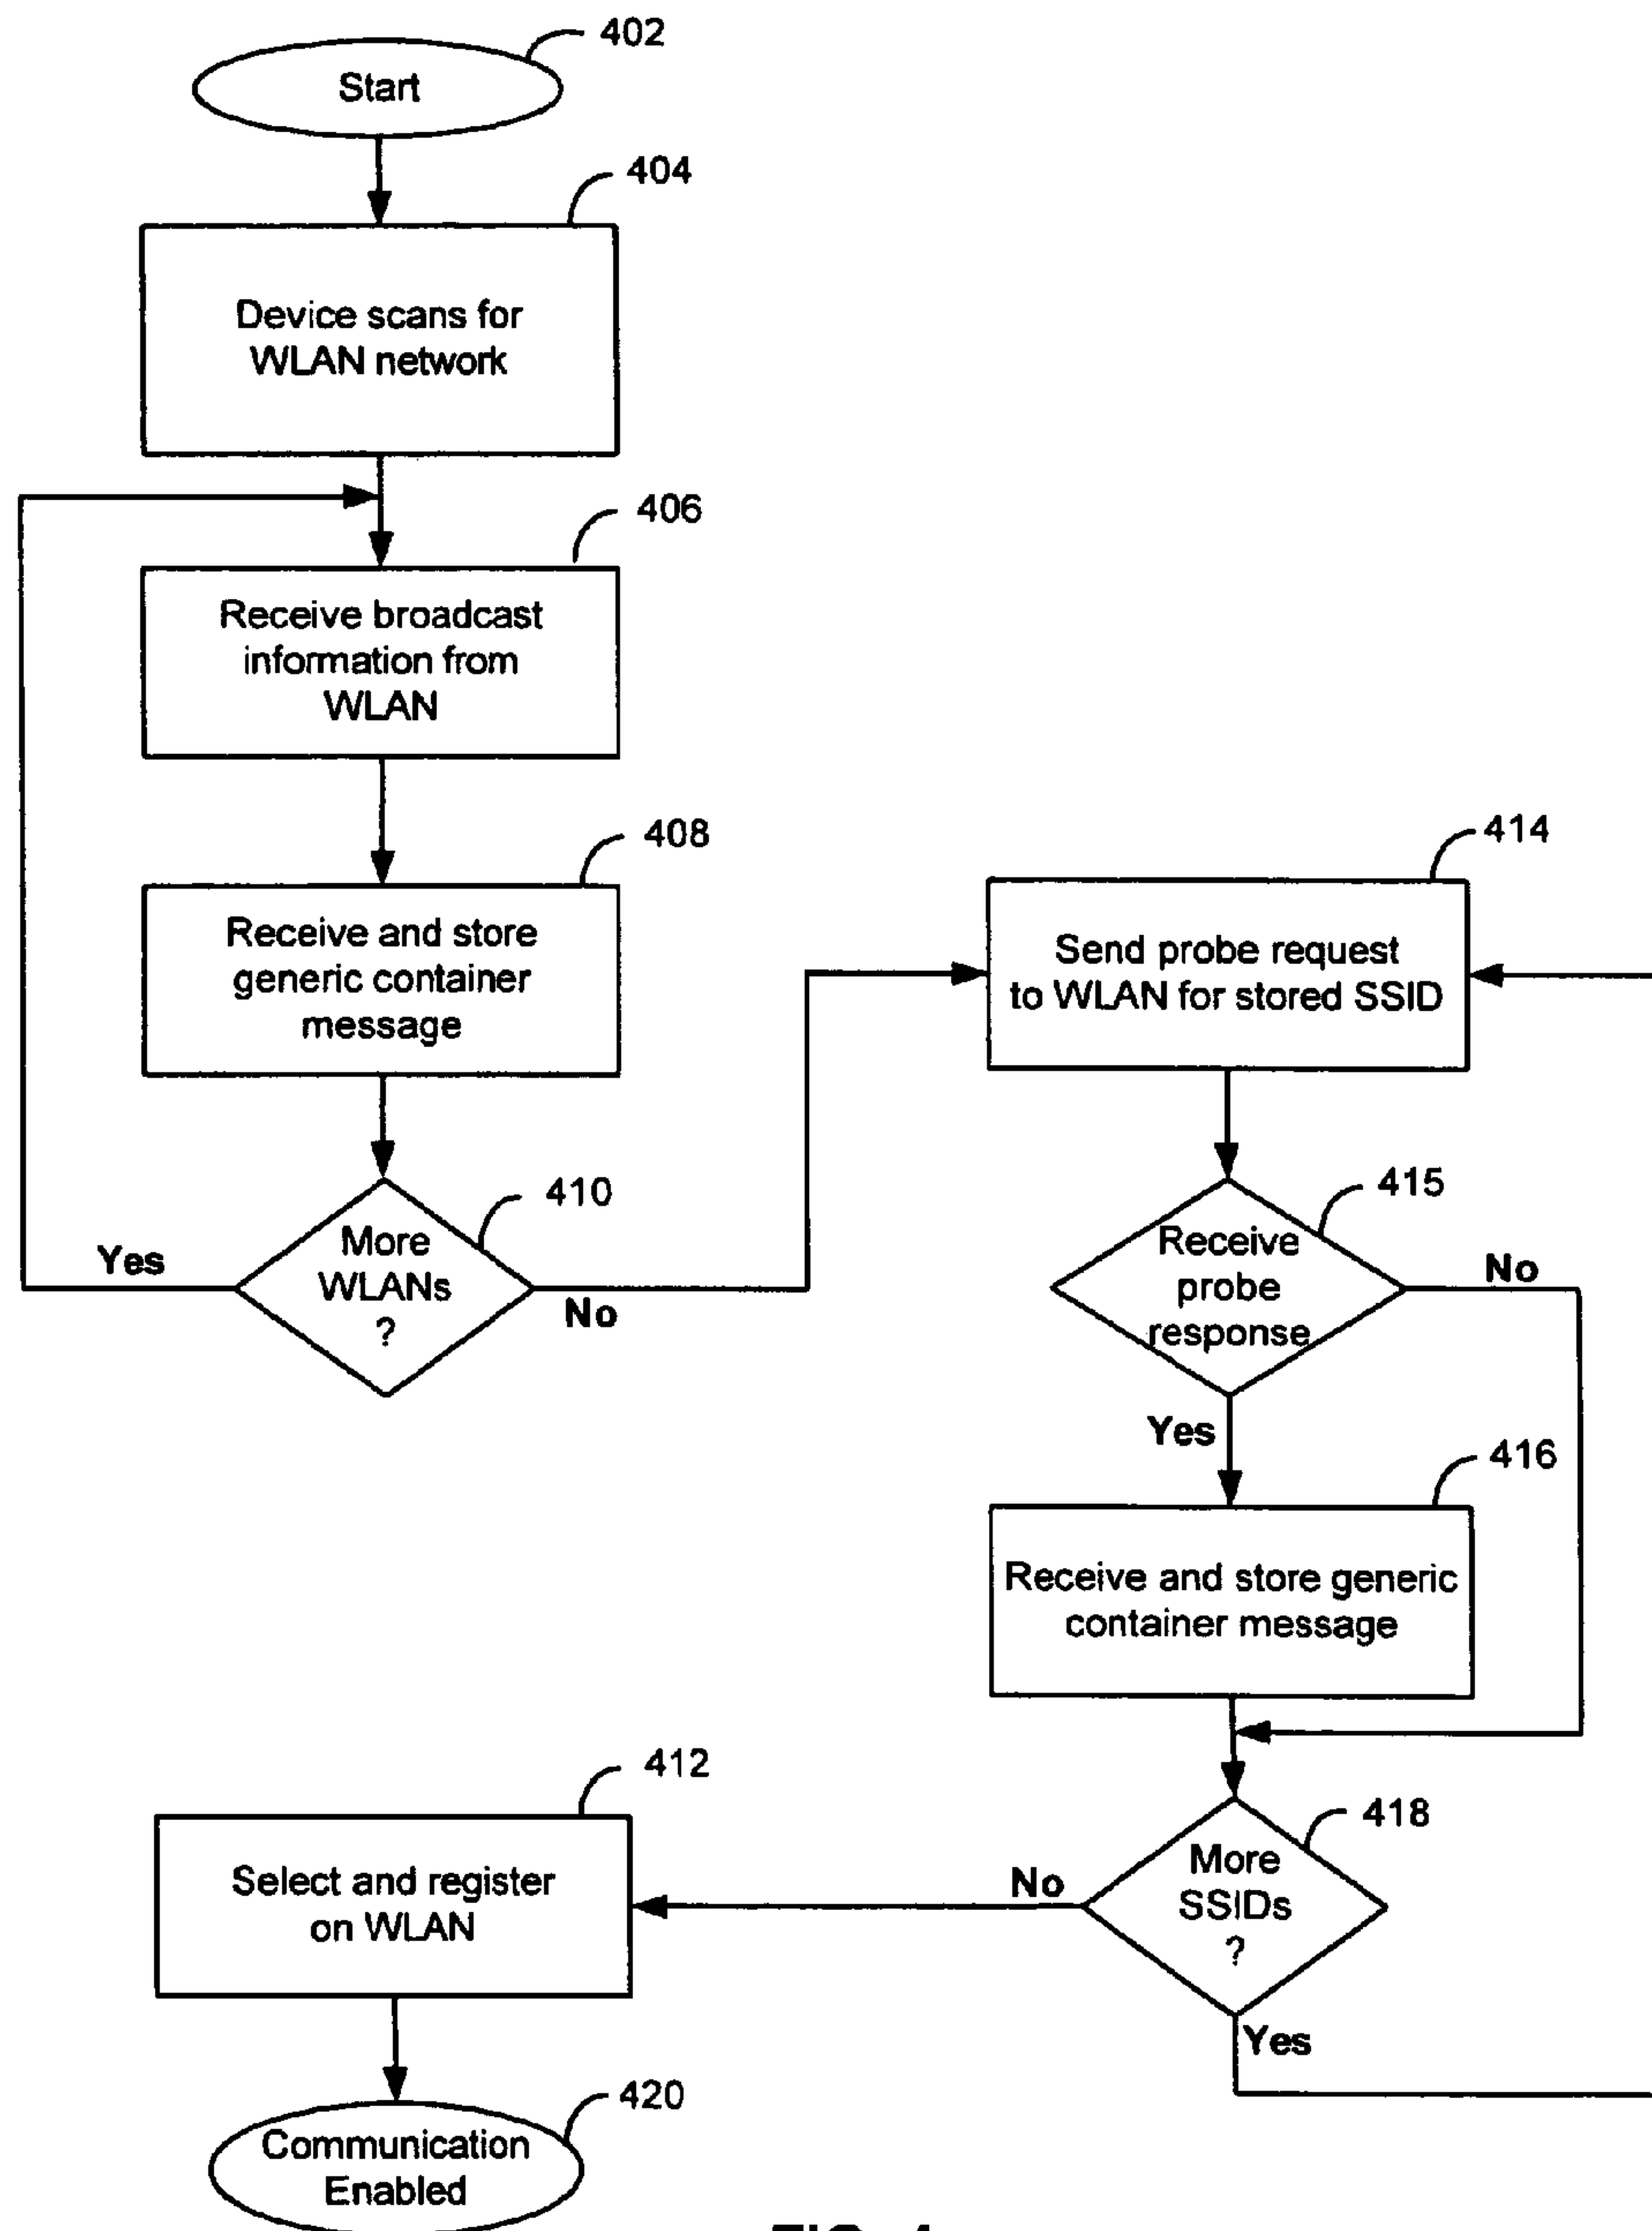 402
Start
404
Device scans for
WLAN network
406
Receive broadcast
information from
WLAN
408
Receive and store
generic container
message
410
More
WLANs
?
Yes
No
414
Send probe request
to WLAN for stored SSID
415
Receive
probe
response
No
Yes
416
Receive and store generic
container message
418
More
SSIDs
?
No
Yes
412
Select and register
on WLAN
420
Communication
Enabled